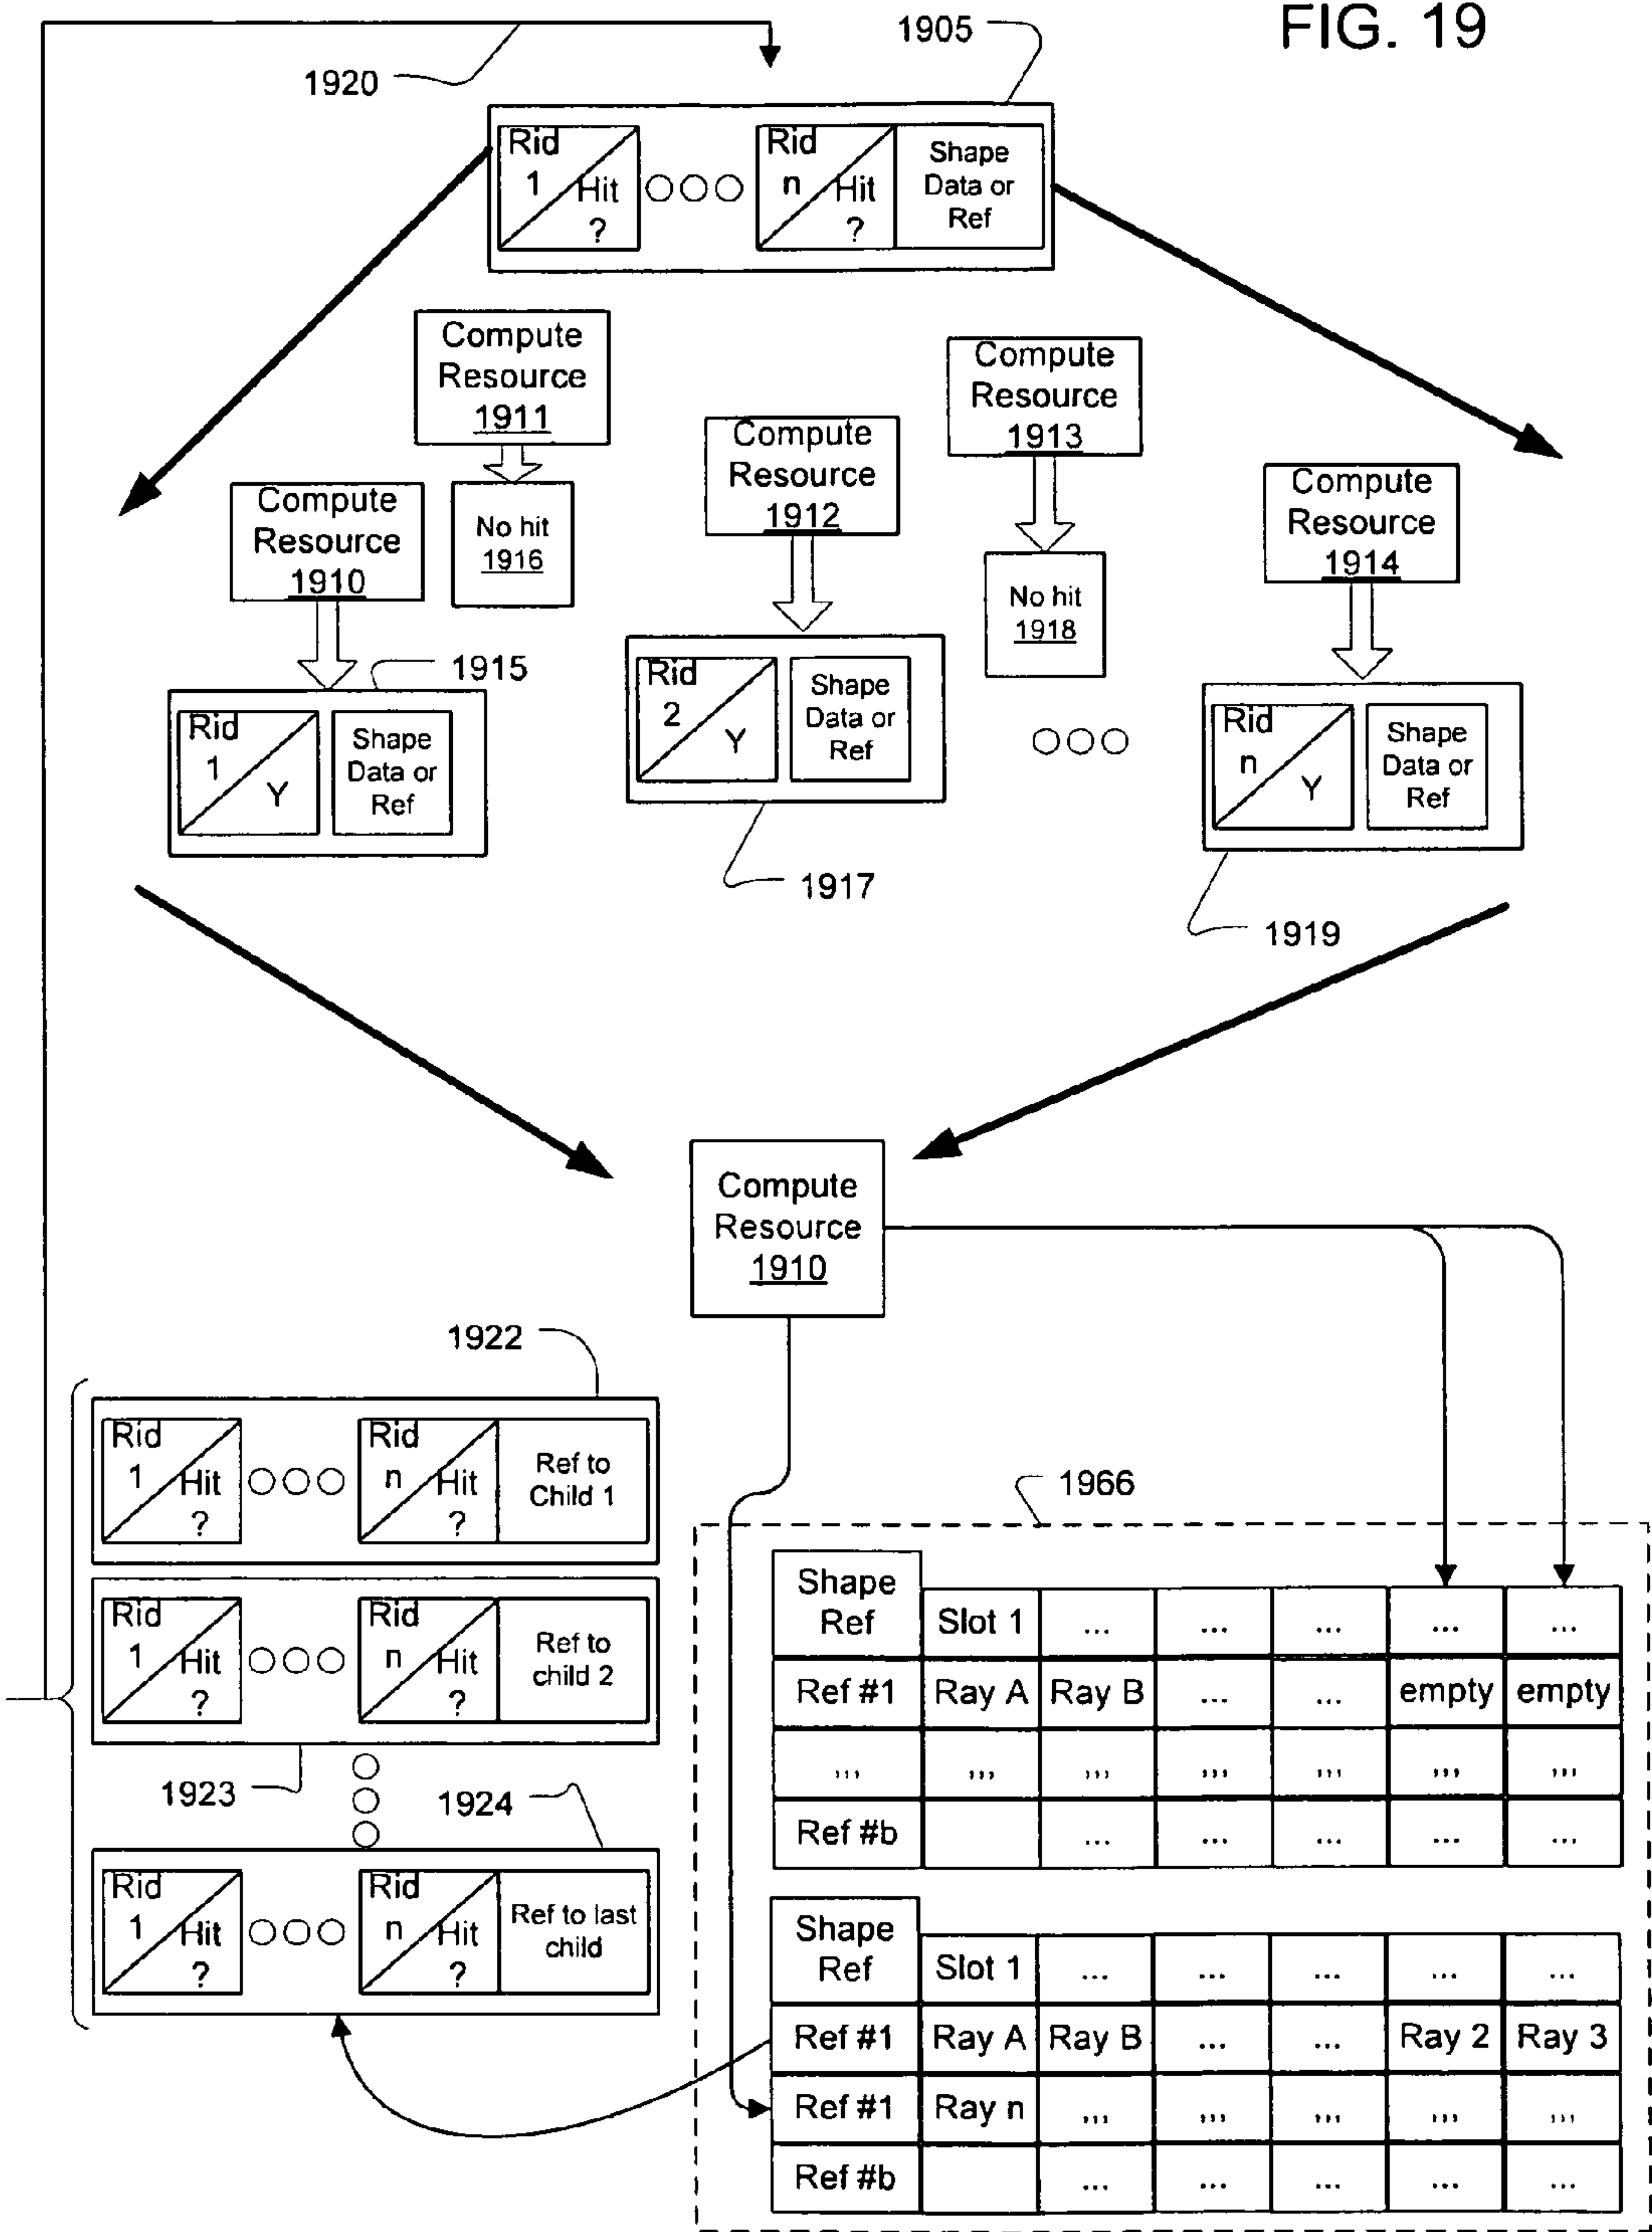 FIG. 19
1905
1920
Rid
1
Hit
?
Rid
n
Hit
?
Shape
Data or
Ref
Compute
Resource
1911
Compute
Resource
1913
Compute
Resource
1912
Compute
Resource
1914
Compute
Resource
1910
No hit
1916
No hit
1918
1915
Rid
1
Y
Shape
Data or
Ref
Rid
2
Y
Shape
Data or
Ref
Rid
n
Y
Shape
Data or
Ref
1917
1919
Compute
Resource
1910
1922
Rid
1
Hit
?
Rid
n
Hit
?
Ref to
Child 1
Rid
1
Hit
?
Rid
n
Hit
?
Ref to
child 2
1923
1924
Rid
1
Hit
?
Rid
n
Hit
?
Ref to last
child
1966
Shape
Ref
Slot 1 ... ... ... ... ...
Ref #1 Ray A Ray B ... ... empty empty
... ... ... ... ... ... ...
Ref #b ... ... ... ... ...
Shape
Ref
Slot 1 ... ... ... ... ...
Ref #1 Ray A Ray B ... ... Ray 2 Ray 3
Ref #1 Ray n ... ... ... ... ...
Ref #b ... ... ... ... ...